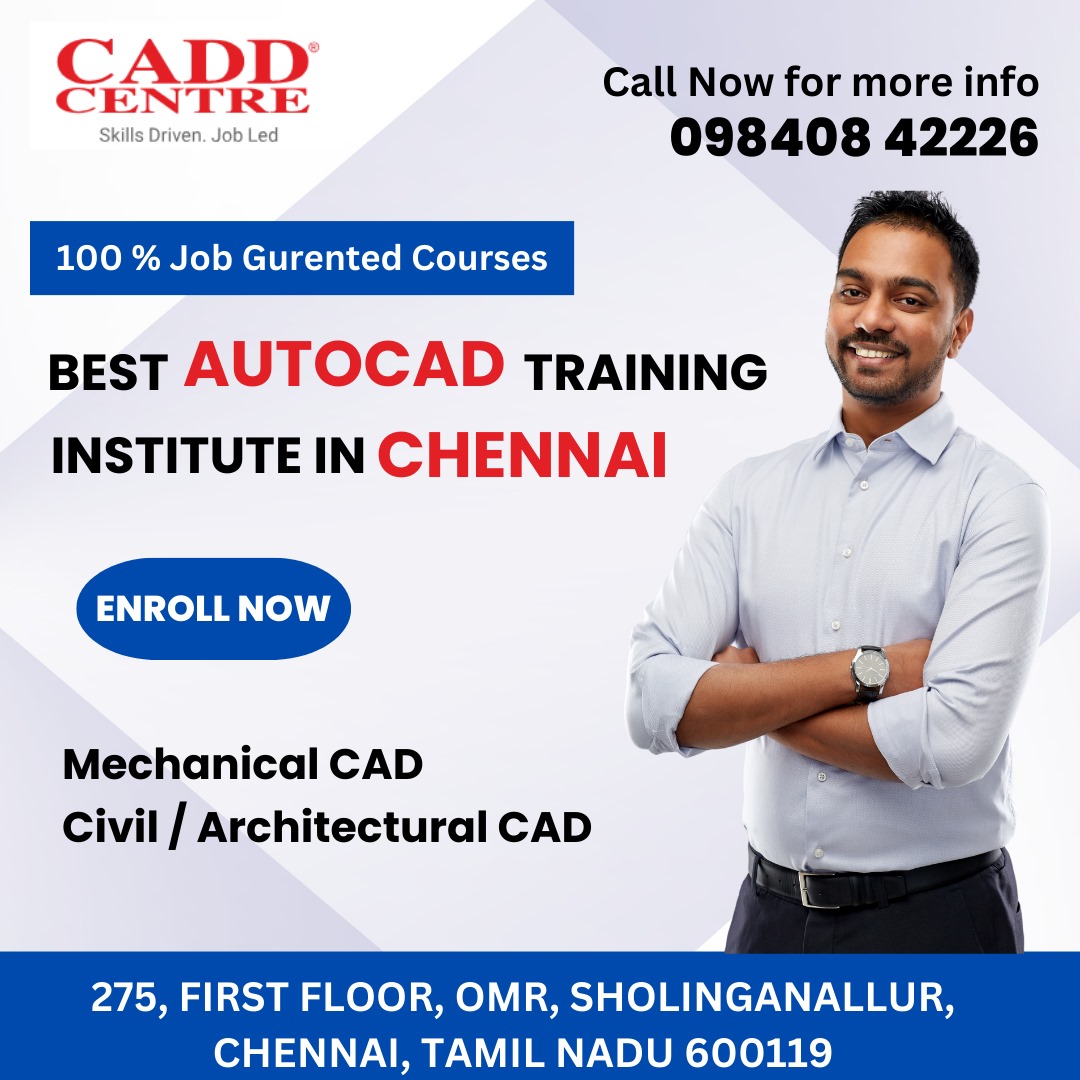 CADD®
CENTRE
Skills Driven. Job Led
Call Now for more info
098408 42226
100 % Job Gurented Courses
BEST AUTOCAD TRAINING
INSTITUTE IN CHENNAI
ENROLL NOW
Mechanical CAD
Civil / Architectural CAD
275, FIRST FLOOR, OMR, SHOLINGANALLUR,
CHENNAI, TAMIL NADU 600119